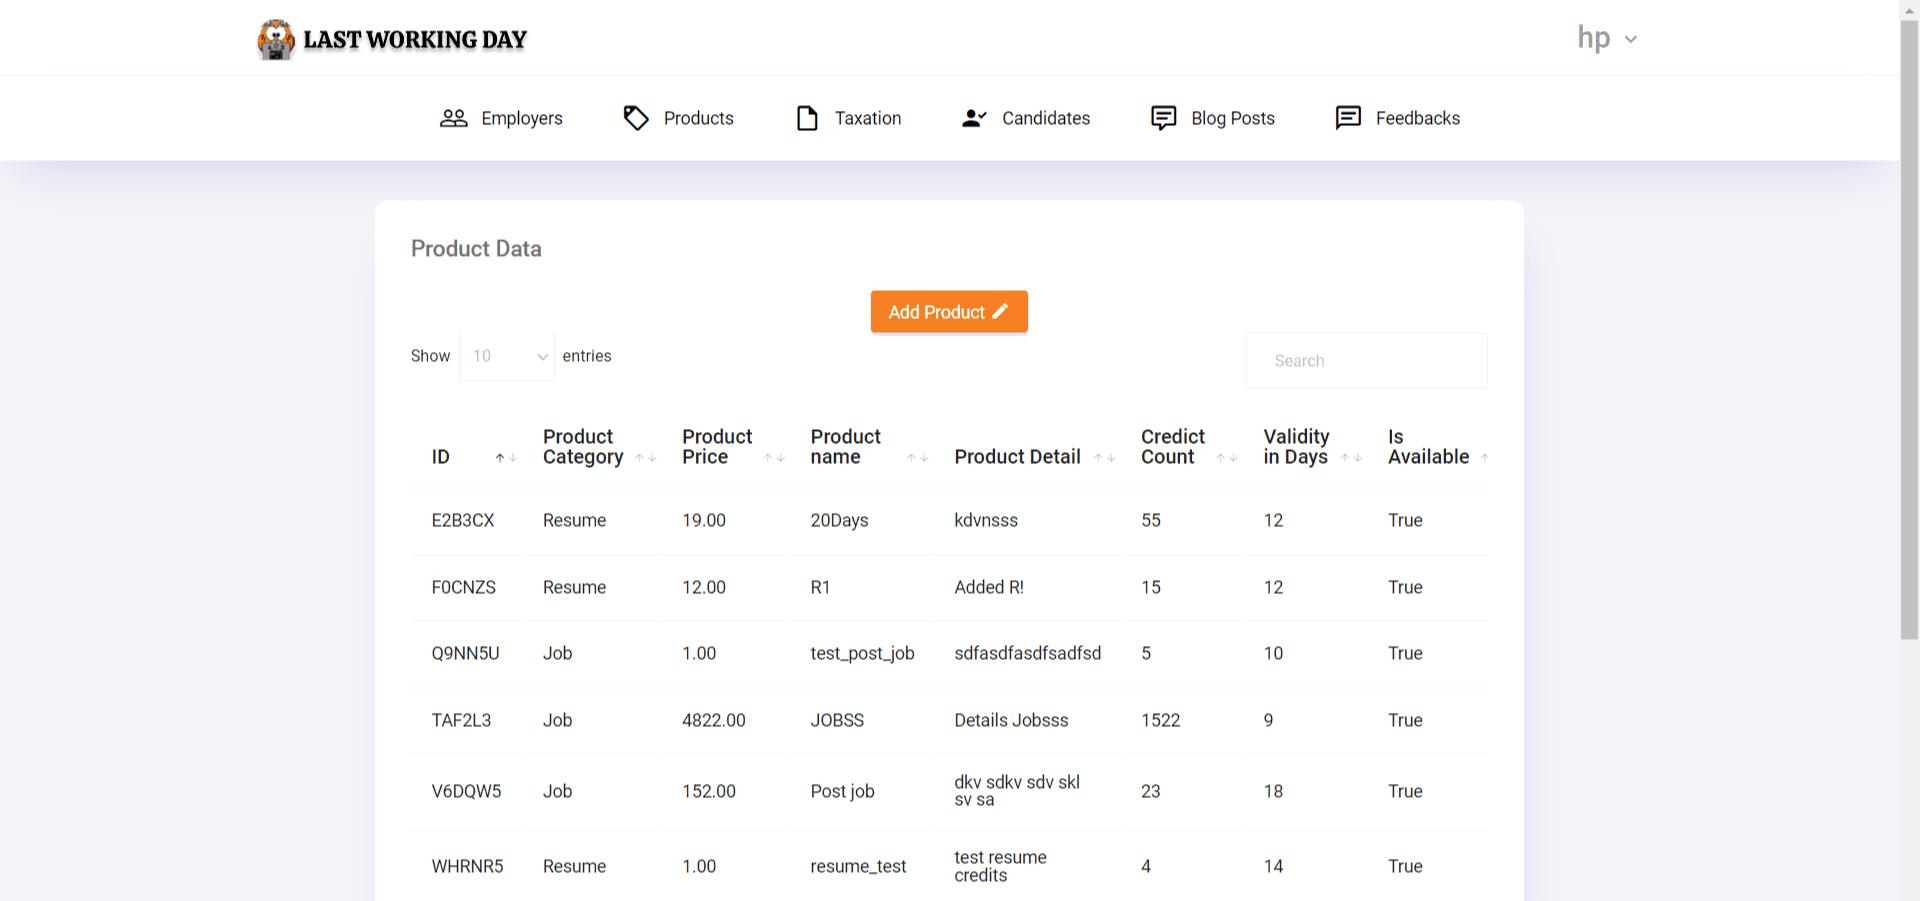 LAST WORKING DAY
hp
Employers Products Taxation Candidates Blog Posts Feedbacks
Product Data
Add Product
Show 10 entries Search
ID Product Category Product Price Product name Product Detail Credict Count Validity in Days Is Available
E2B3CX Resume 19.00 20Days kdvnsss 55 12 True
F0CNZS Resume 12.00 R1 Added R! 15 12 True
Q9NN5U Job 1.00 test_post_job sdfasdfasdfsadfsd 5 10 True
TAF2L3 Job 4822.00 JOBSS Details Jobsss 1522 9 True
V6DQW5 Job 152.00 Post job dkv sdkv sdv skl sv sa 23 18 True
WHRNR5 Resume 1.00 resume_test test resume credits 4 14 True